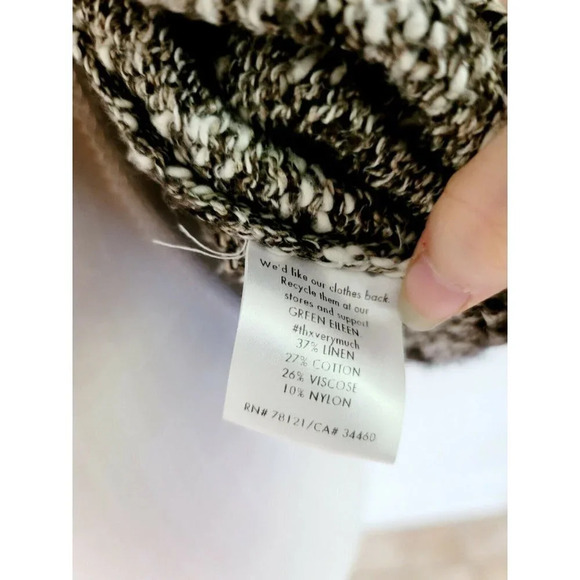 We'd like our clothes back.
Recycle them at our
stores and support
GREEN EILEEN
#thxverymuch
37% LINEN
27% COTTON
26% VISCOSE
10% NYLON
RN# 78121/CA# 34460